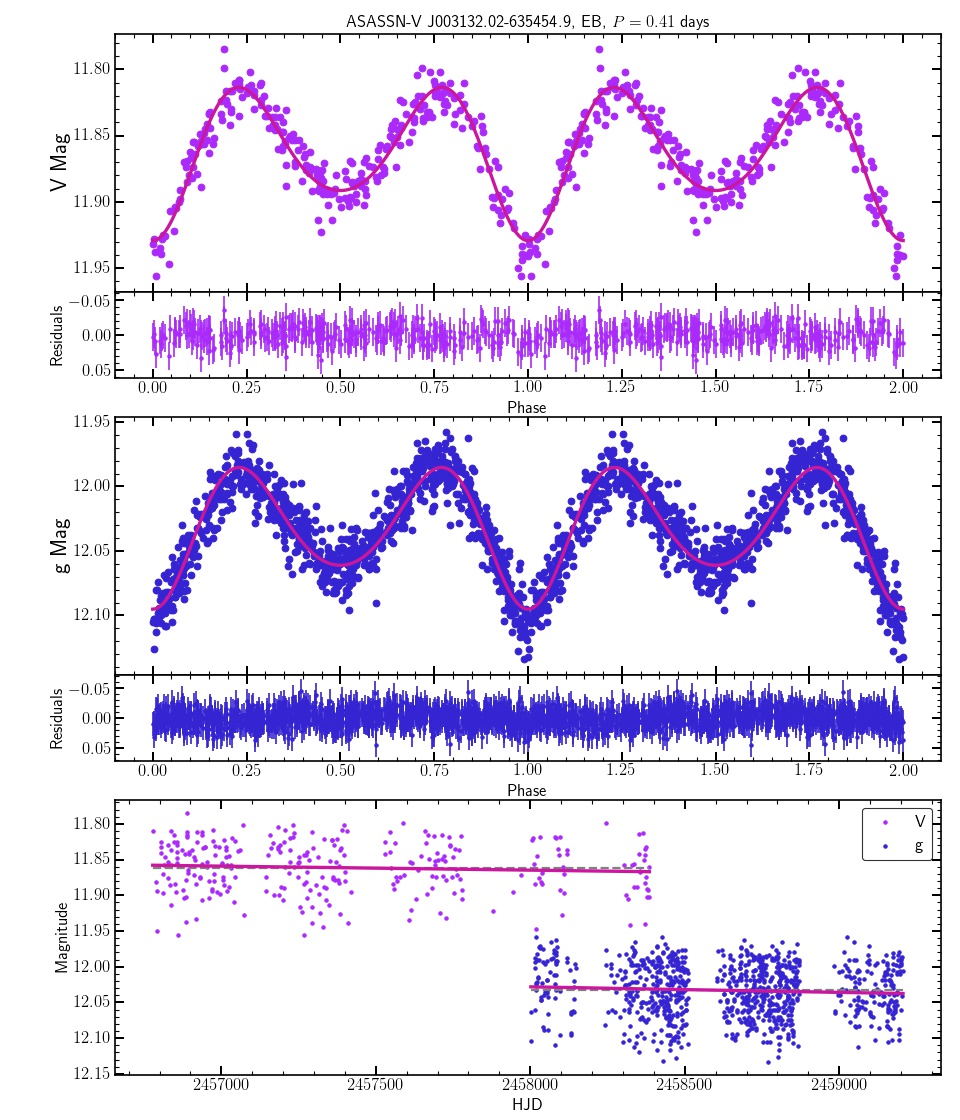 ASASSN-V J003132.02-635454.9, EB, P = 0.41 days
V Mag
11.80
11.85
11.90
11.95
Residuals
−0.05
0.00
0.05
0.00 0.25 0.50 0.75 1.00 1.25 1.50 1.75 2.00
Phase
g Mag
11.95
12.00
12.05
12.10
Residuals
−0.05
0.00
0.05
0.00 0.25 0.50 0.75 1.00 1.25 1.50 1.75 2.00
Phase
Magnitude
11.80
11.85
11.90
11.95
12.00
12.05
12.10
12.15
V
g
2457000 2457500 2458000 2458500 2459000
HJD